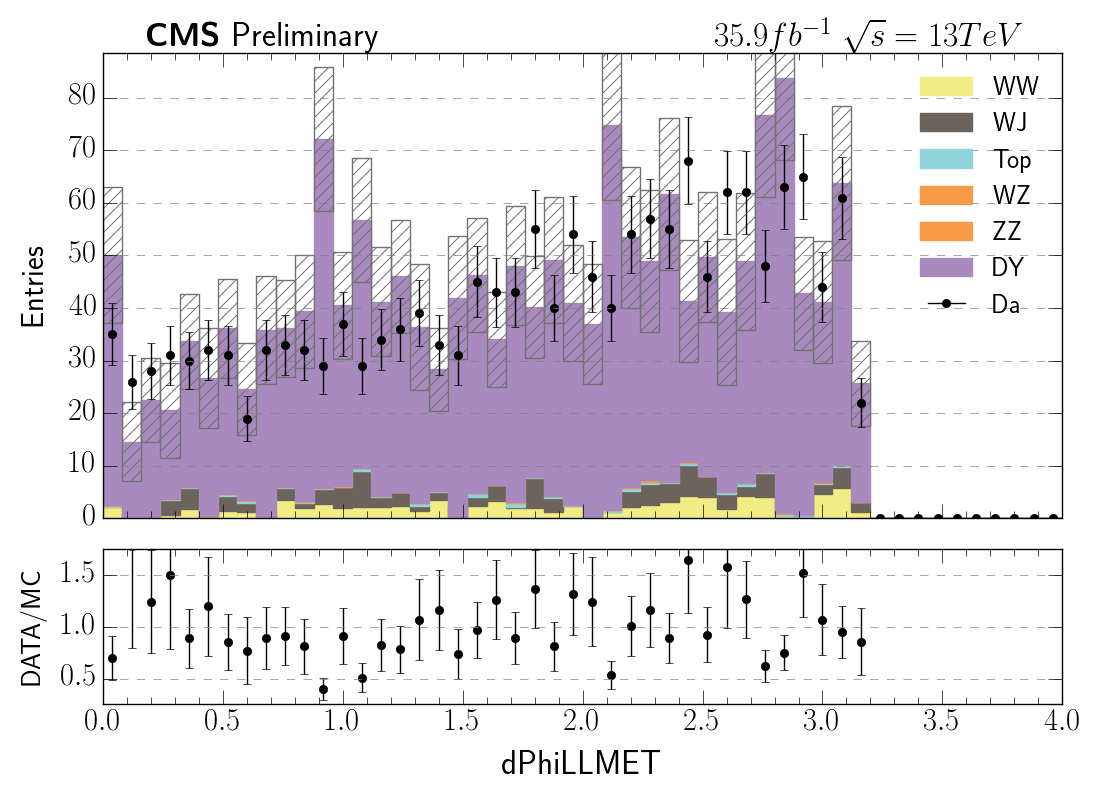 CMS Preliminary 35.9fb⁻¹ √s = 13TeV
Entries
80
70
60
50
40
30
20
10
0
WW
WJ
Top
WZ
ZZ
DY
Da
DATA/MC
1.5
1.0
0.5
0.0 0.5 1.0 1.5 2.0 2.5 3.0 3.5 4.0
dPhiLLMET